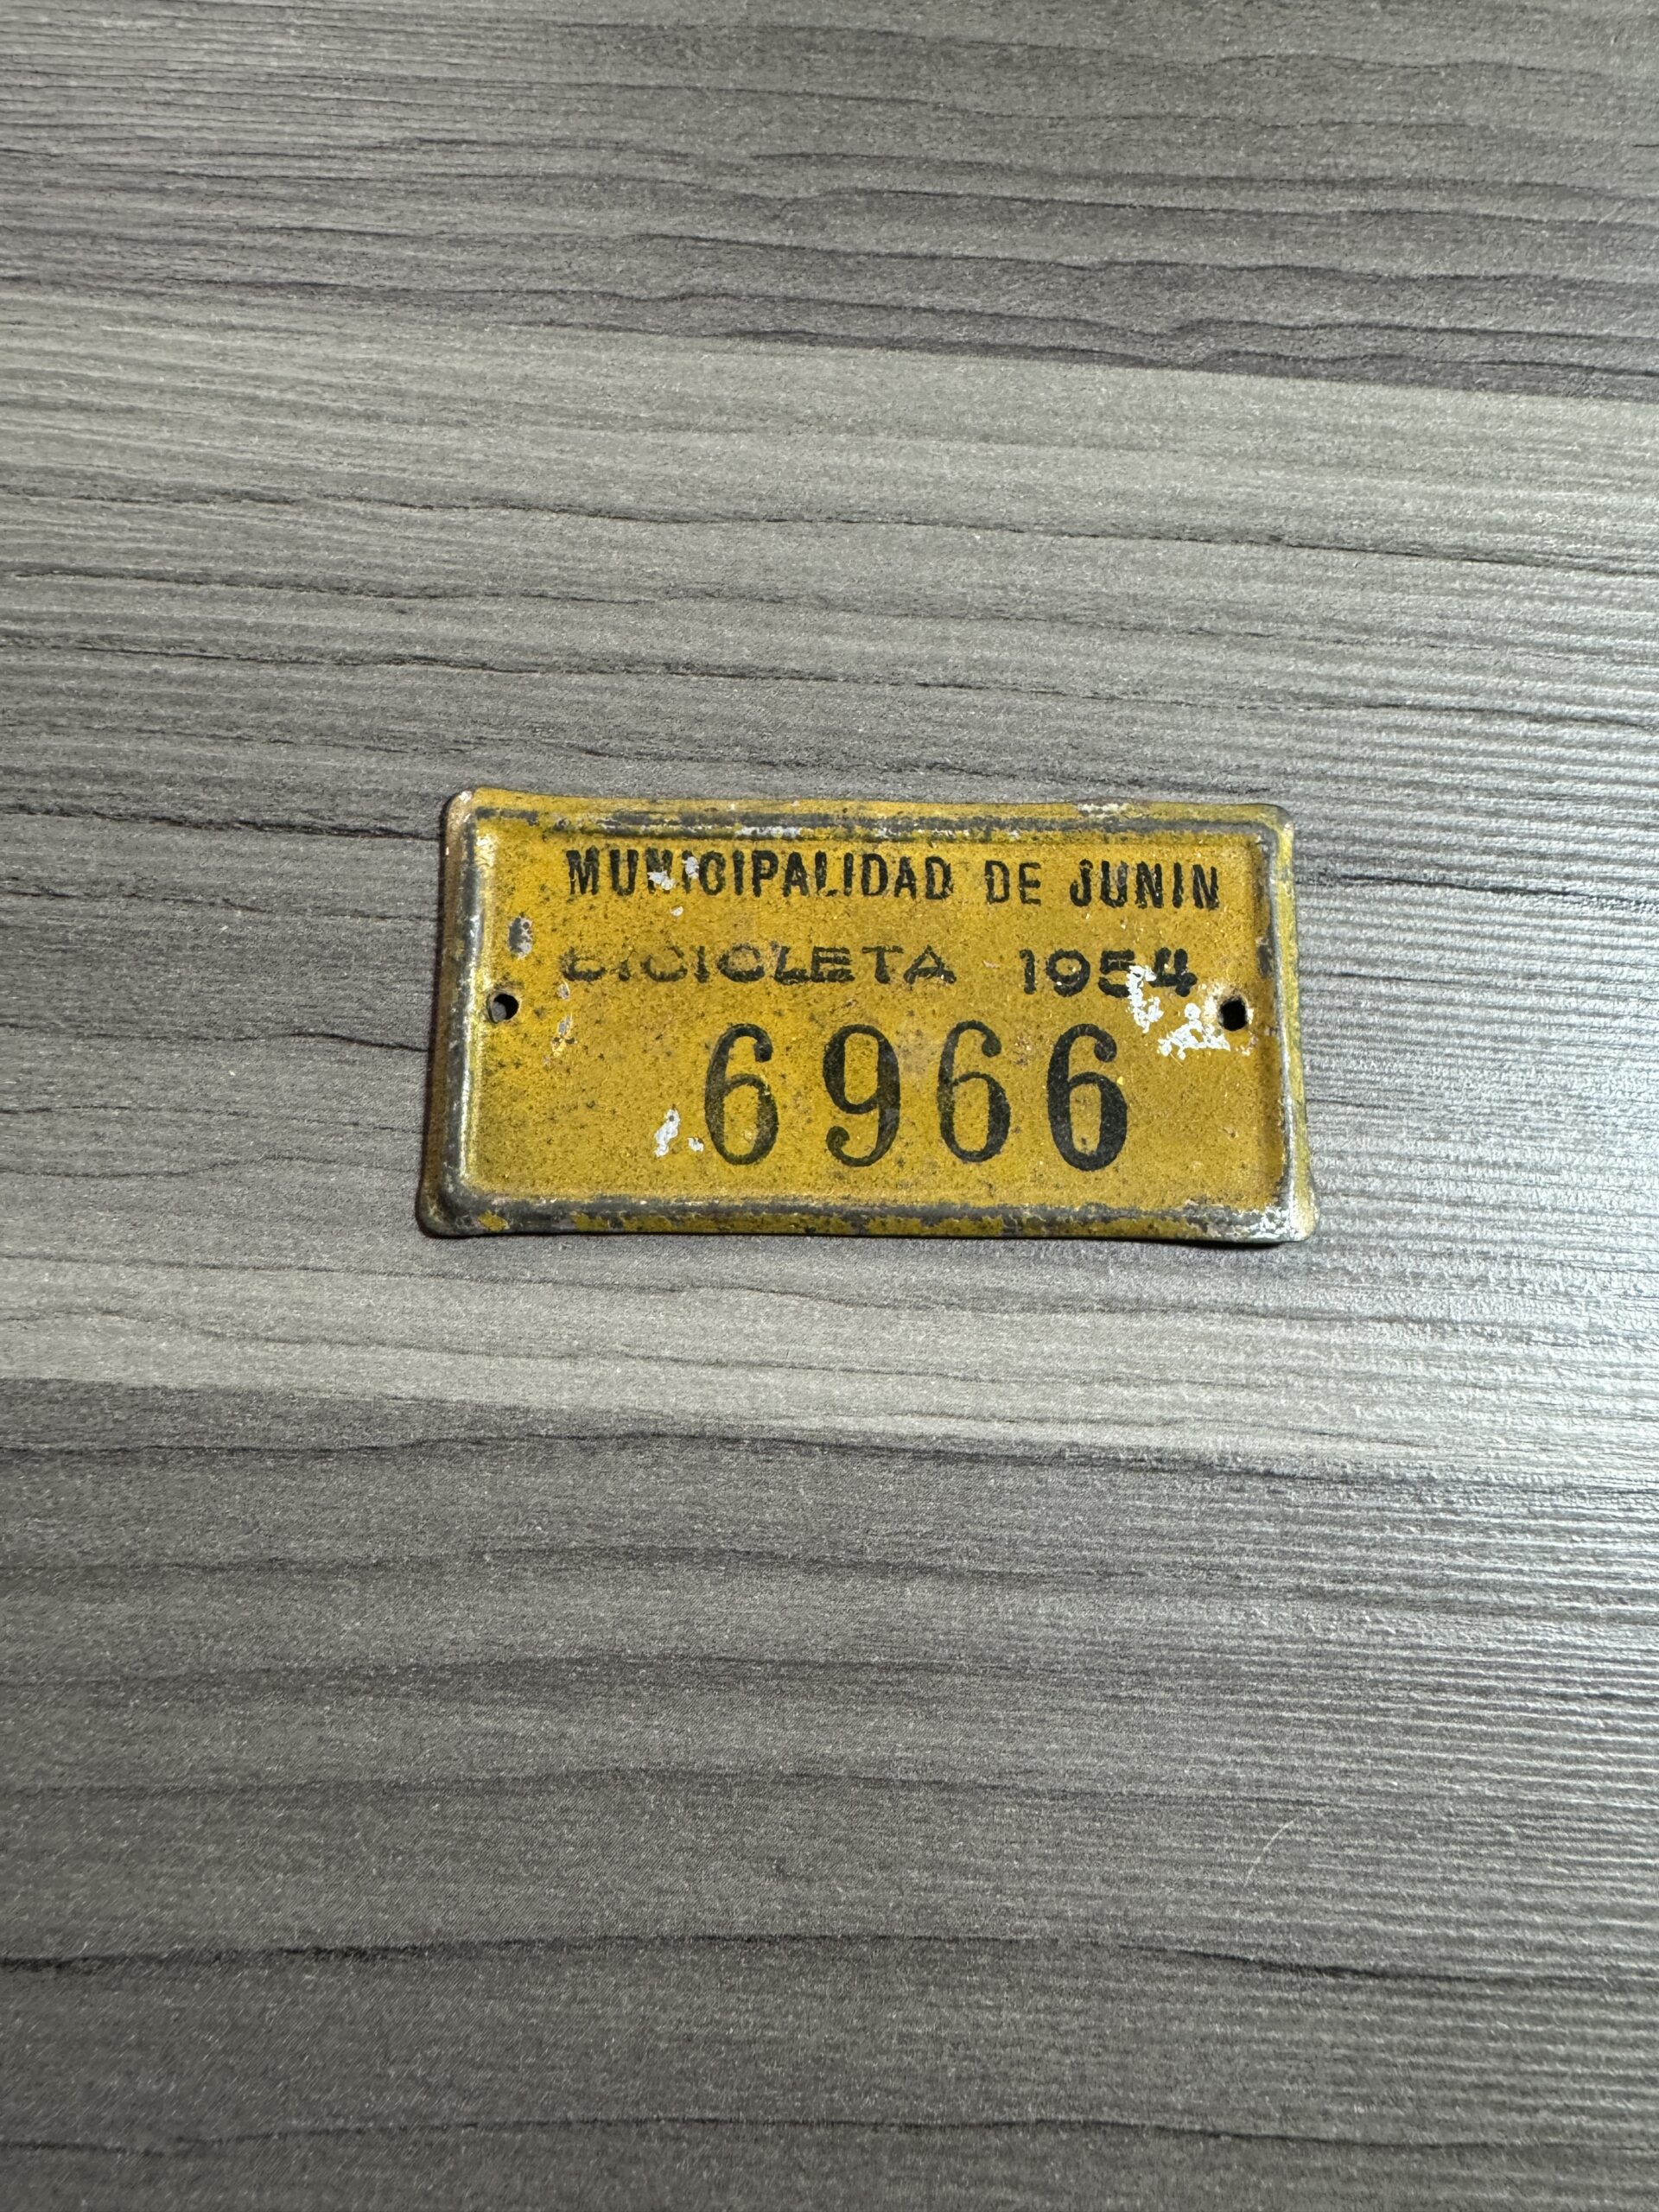 MUNICIPALIDAD DE JUNIN
BICICLETA 1954
6966